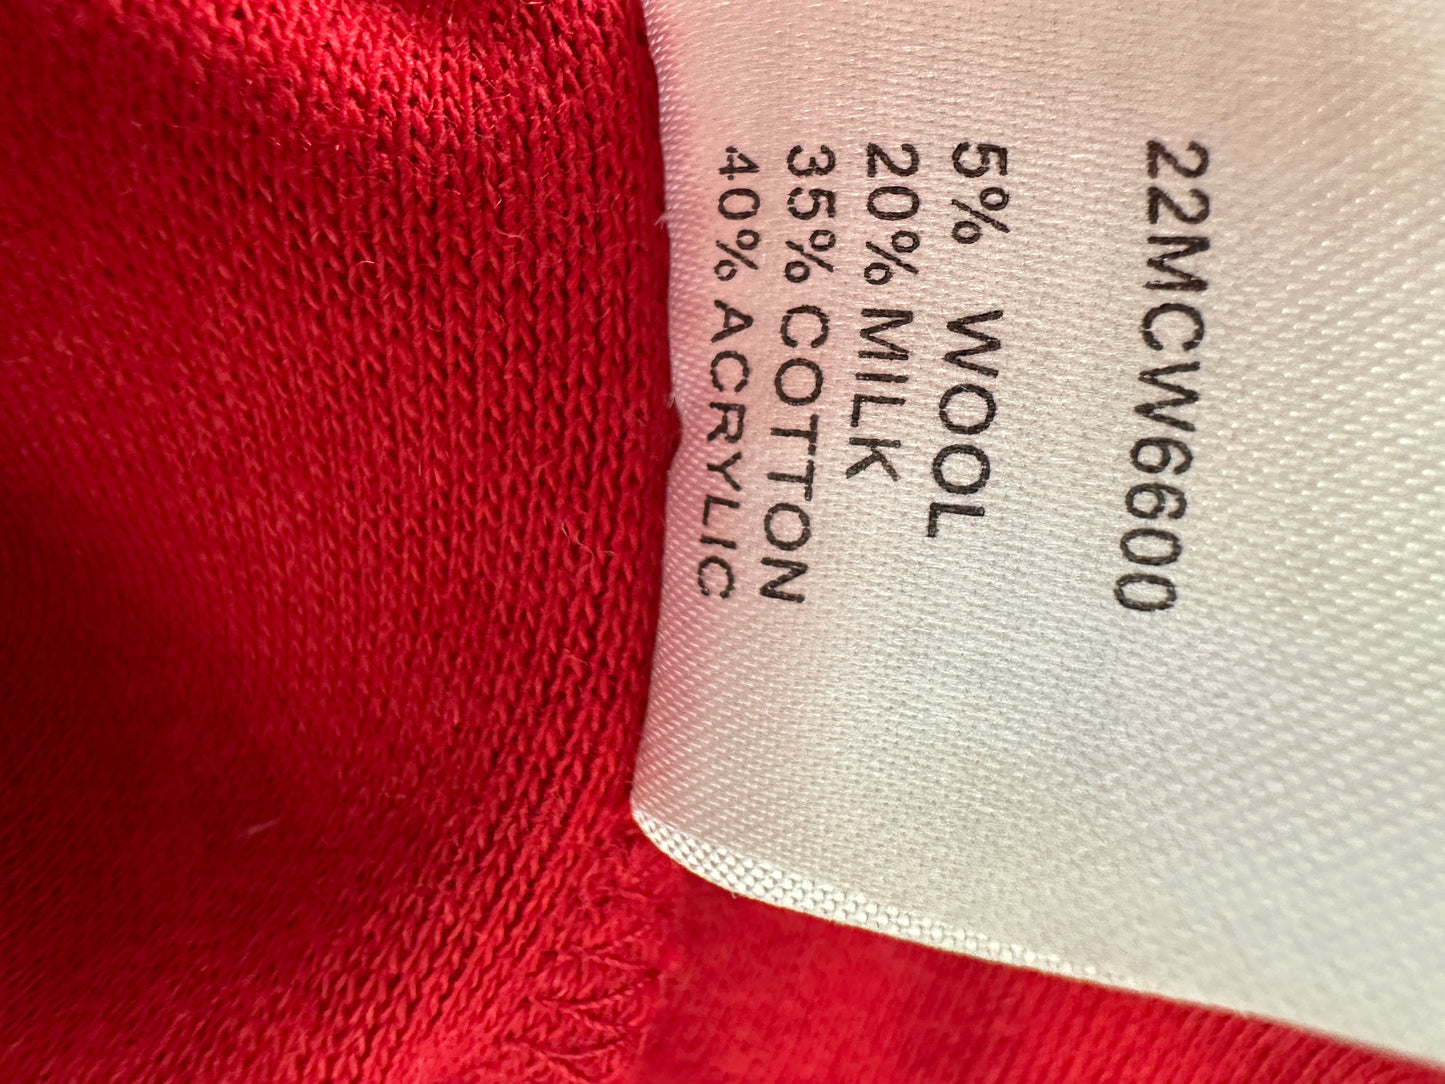 22MCW6600
5% WOOL
20% MILK
35% COTTON
40% ACRYLIC